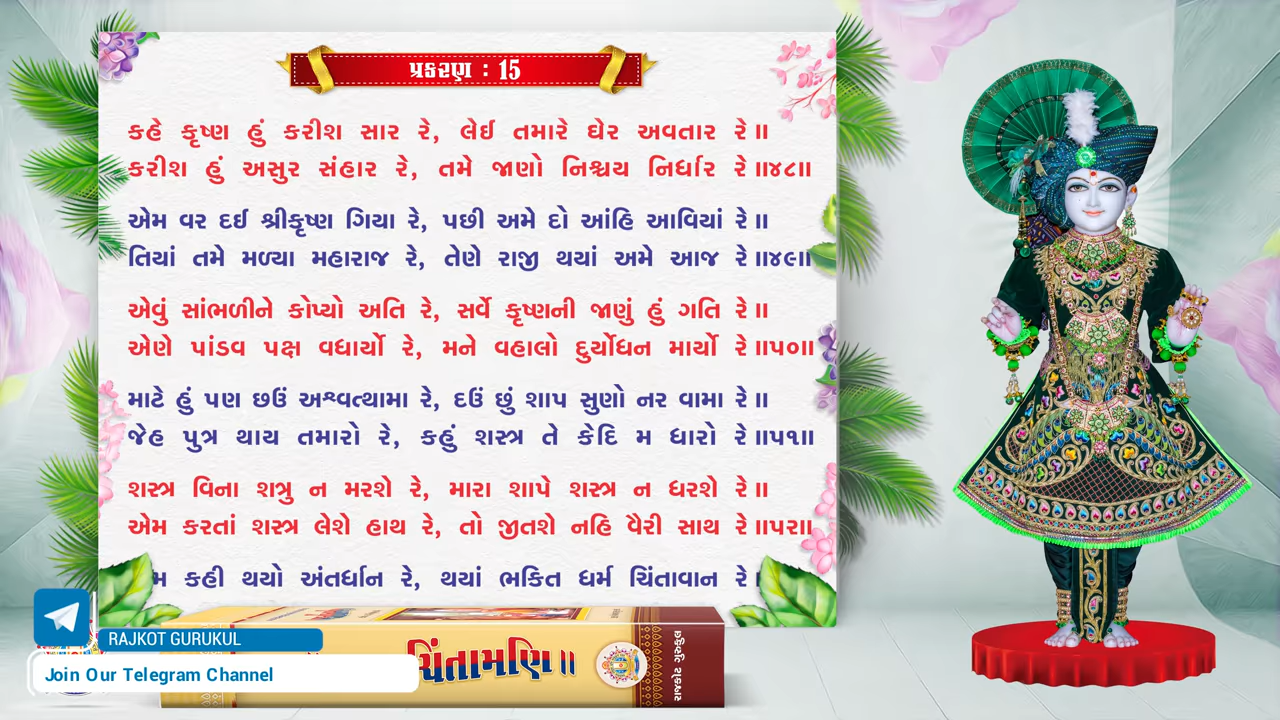 પ્રકરણ : 15
કહે કૃષ્ણ હું કરીશ સાર રે, લેઈ તમારે ઘેર અવતાર રે॥
કરીશ હું અસુર સંહાર રે, તમે જાણો નિશ્ચય નિર્ધાર રે॥૪૮॥
એમ વર દઈ શ્રીકૃષ્ણ ગિયા રે, પછી અમે દો આંહિ આવિયાં રે॥
તિયાં તમે મળ્યા મહારાજ રે, તેણે રાજી થયાં અમે આજ રે॥૪૯॥
એવું સાંભળીને કોપ્યો અતિ રે, સર્વે કૃષ્ણની જાણું હું ગતિ રે॥
એણે પાંડવ પક્ષ વધાર્યો રે, મને વહાલો દુર્યોધન માર્યો રે॥૫૦॥
માટે હું પણ છઉં અશ્વત્થામા રે, દઉં છું શાપ સુણો નર વામા રે॥
જેહ પુત્ર થાય તમારો રે, કહું શસ્ત્ર તે કેદિ મ ધારો રે॥૫૧॥
શસ્ત્ર વિના શત્રુ ન મરશે રે, મારા શાપે શસ્ત્ર ન ધરશે રે॥
એમ કરતાં શસ્ત્ર લેશે હાથ રે, તો જીતશે નહિ વૈરી સાથ રે॥૫૨॥
કહી થયો અંતર્ધાન રે, થયાં ભક્તિ ધર્મ ચિંતાવાન રે
ચિંતામણિ॥
રાજકોટ ગુરુકુલ
RAJKOT GURUKUL
Join Our Telegram Channel